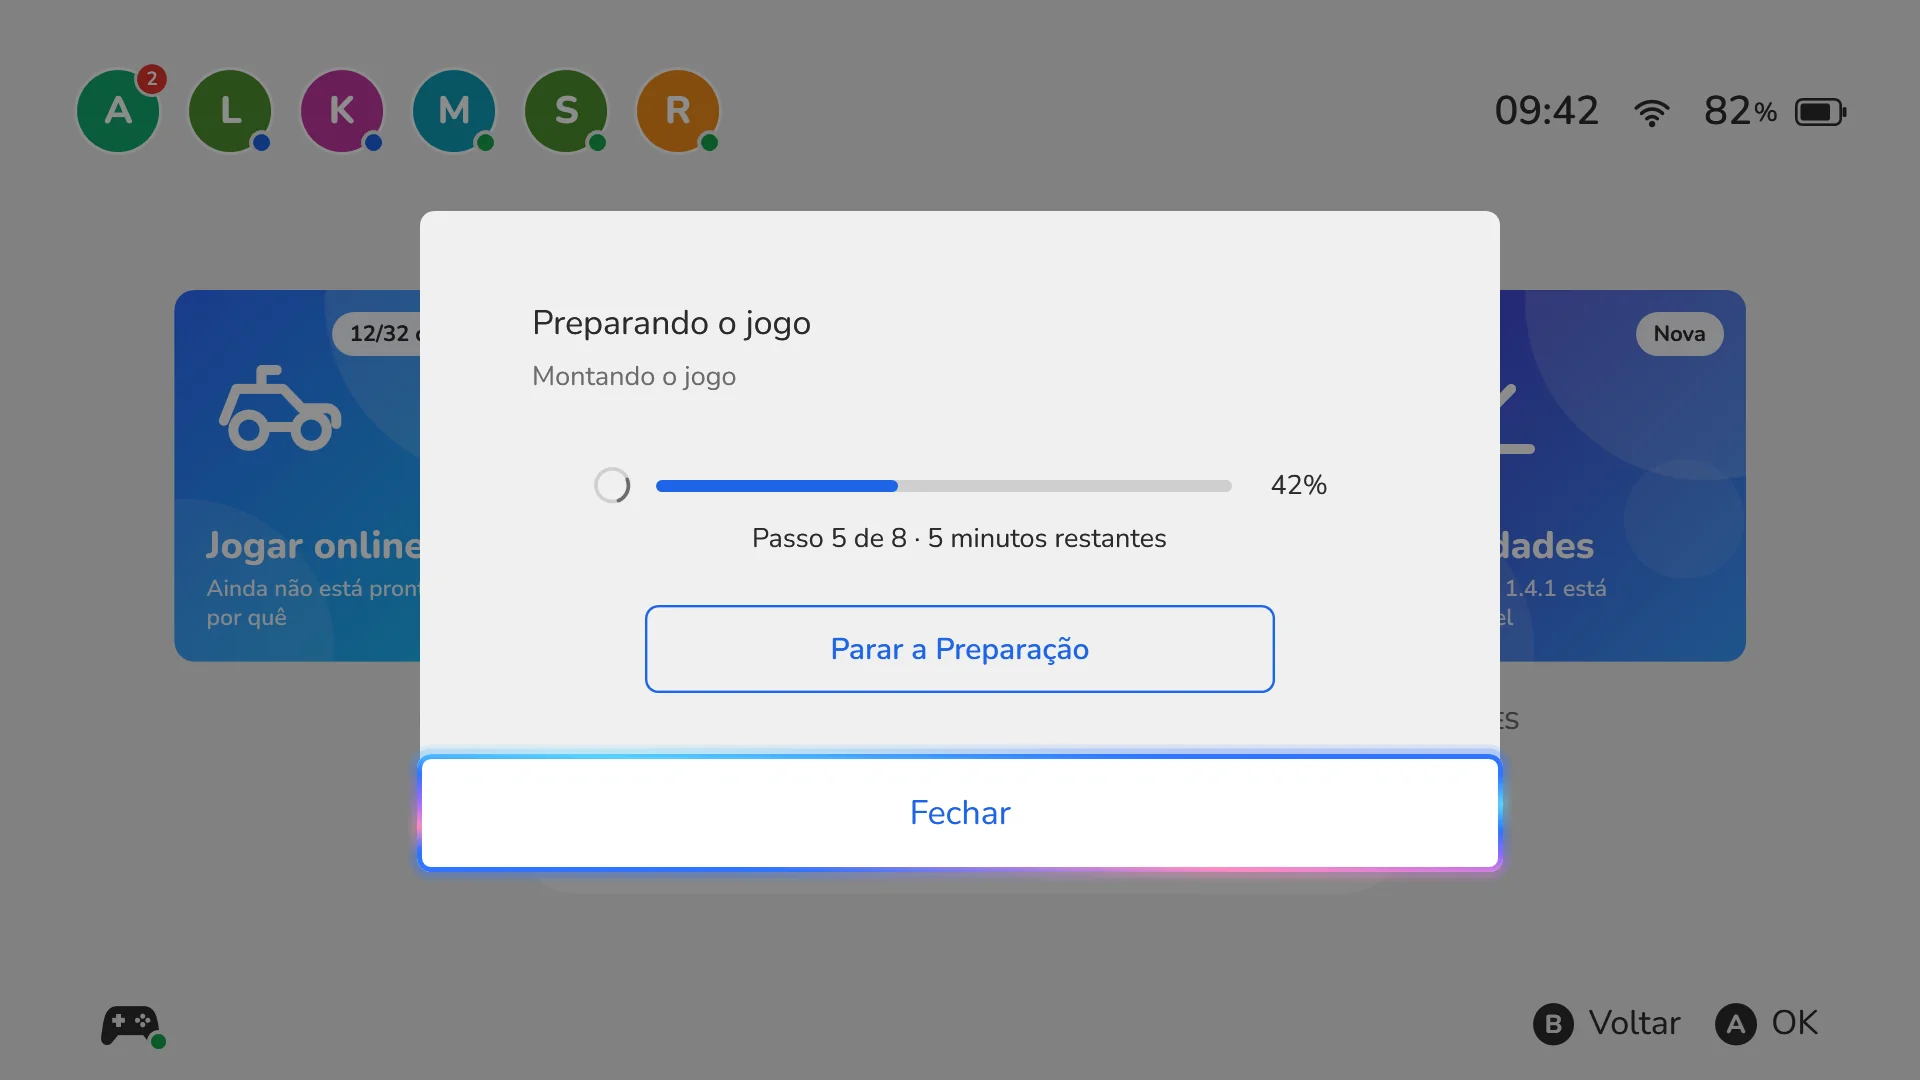 A 2 L K M S R
09:42 82%
12/32
Nova
Jogar online
Ainda não está
por quê
dades
1.4.1 está
Preparando o jogo
Montando o jogo
42%
Passo 5 de 8 · 5 minutos restantes
Parar a Preparação
Fechar
B Voltar A OK